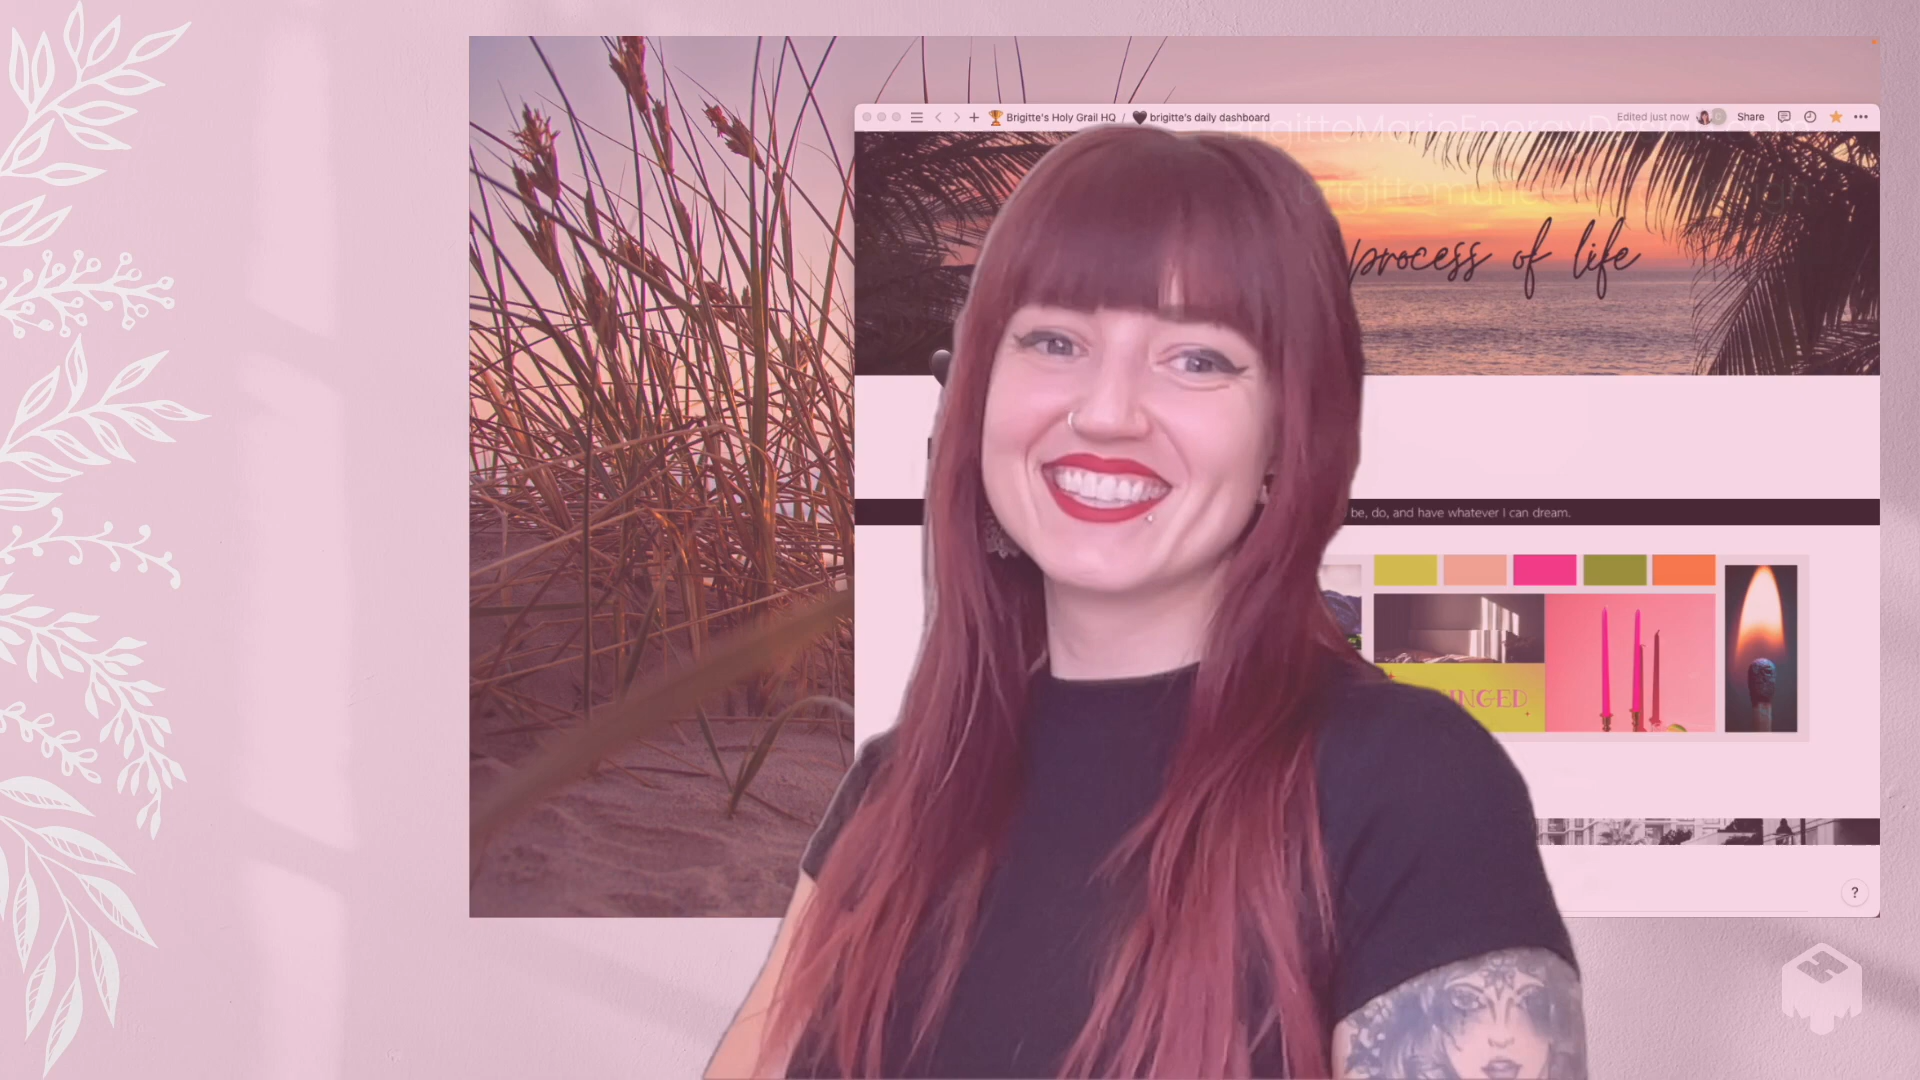 Brigitte's Holy Grail HQ / brigitte's daily dashboard
Edited just now
Share
BrigitteMarieEnergyDesign
process of life
be, do, and have whatever I can dream.
NGED
?